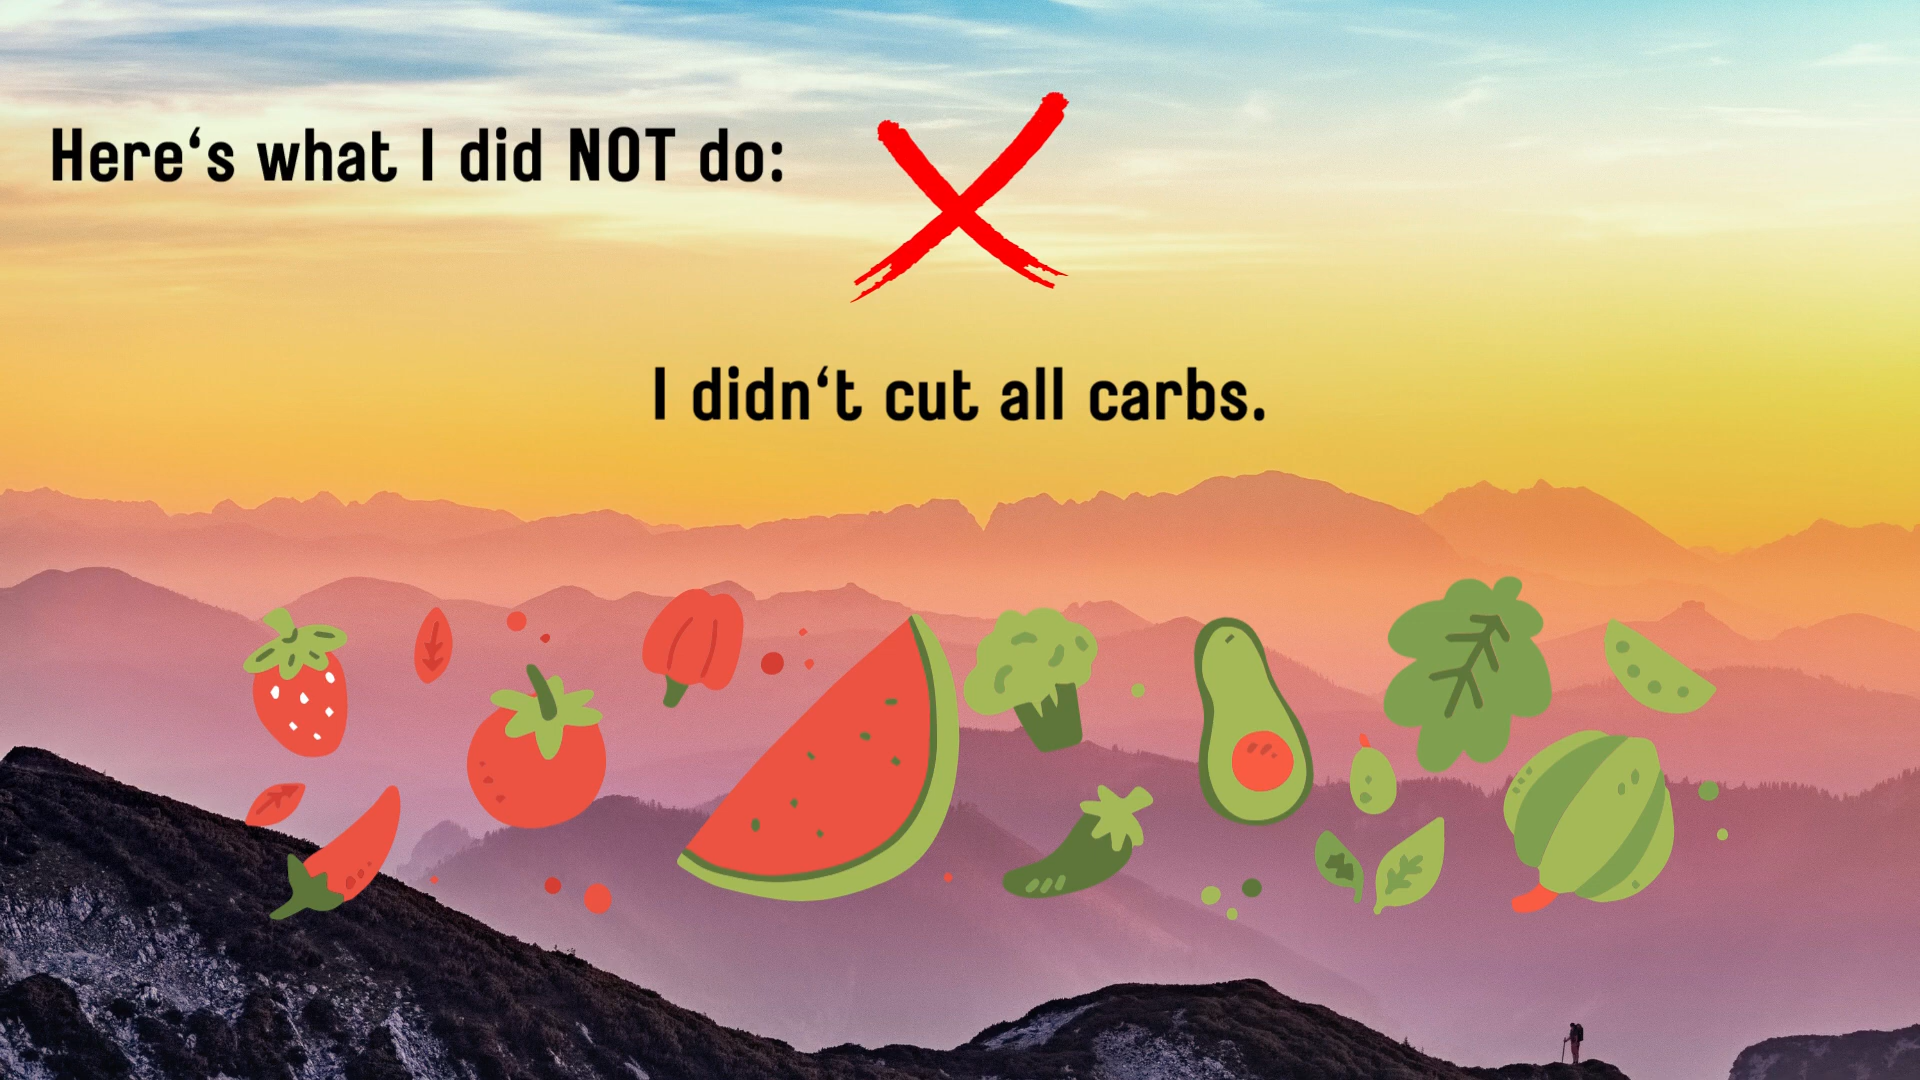 Here‘s what I did NOT do:
I didn‘t cut all carbs.